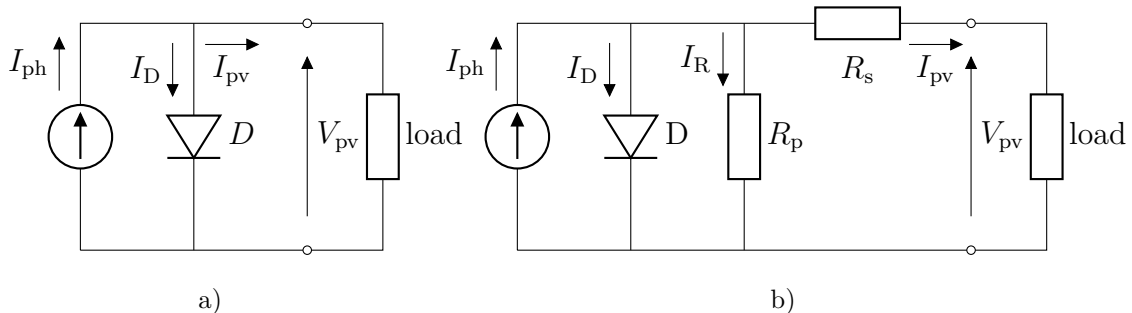 I_ph I_D I_pv V_pv D load
I_ph I_D I_R R_s I_pv D R_p V_pv load
a) b)